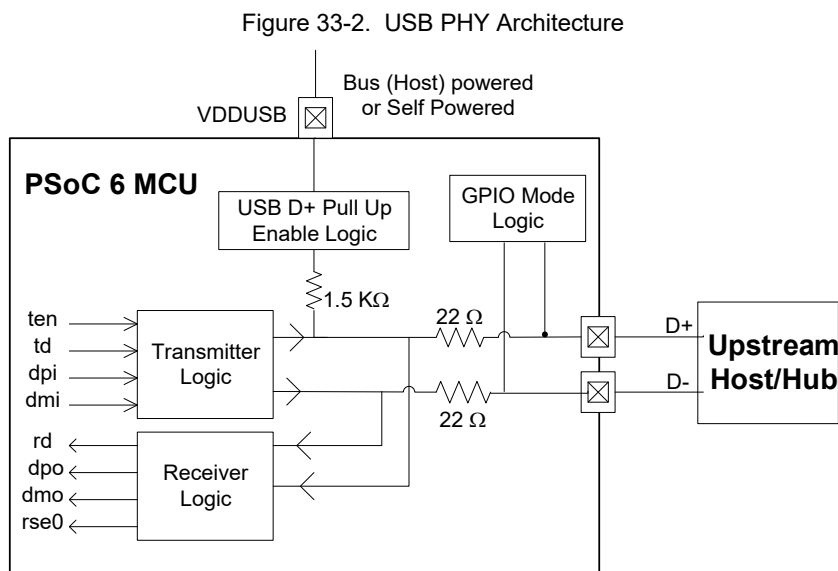 Figure 33-2. USB PHY Architecture
Bus (Host) powered
or Self Powered
VDDUSB
PSoC 6 MCU
USB D+ Pull Up
Enable Logic
GPIO Mode
Logic
1.5 KΩ
ten
td
dpi
dmi
Transmitter
Logic
22 Ω
22 Ω
D+
D-
Upstream
Host/Hub
rd
dpo
dmo
rse0
Receiver
Logic